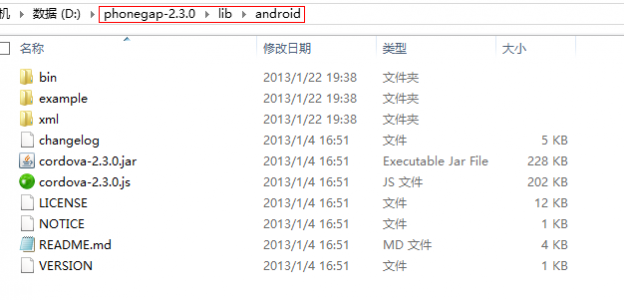 机 数据 (D:) phonegap-2.3.0 lib android
名称 修改日期 类型 大小
bin 2013/1/22 19:38 文件夹
example 2013/1/22 19:38 文件夹
xml 2013/1/22 19:38 文件夹
changelog 2013/1/4 16:51 文件 5 KB
cordova-2.3.0.jar 2013/1/4 16:51 Executable Jar File 228 KB
cordova-2.3.0.js 2013/1/4 16:51 JS 文件 202 KB
LICENSE 2013/1/4 16:51 文件 12 KB
NOTICE 2013/1/4 16:51 文件 1 KB
README.md 2013/1/4 16:51 MD 文件 4 KB
VERSION 2013/1/4 16:51 文件 1 KB